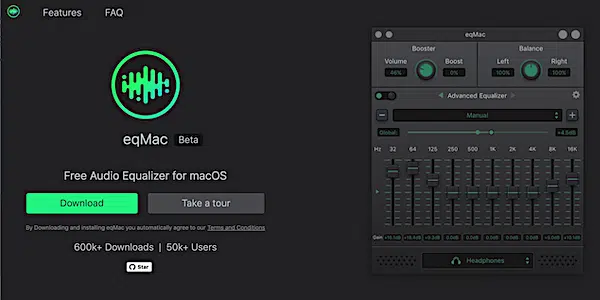 Features FAQ
eqMac Beta
Free Audio Equalizer for macOS
Download Take a tour
By Downloading and installing eqMac you automatically agree to our Terms and Conditions
600k+ Downloads | 50k+ Users
Star
eqMac
Booster Balance
Volume Boost Left Right
46% 0% 100% 100%
Advanced Equalizer
Manual
Global
Hz 32 64 125 250 500 1K 2K 4K 8K 16K
Gain
Headphones